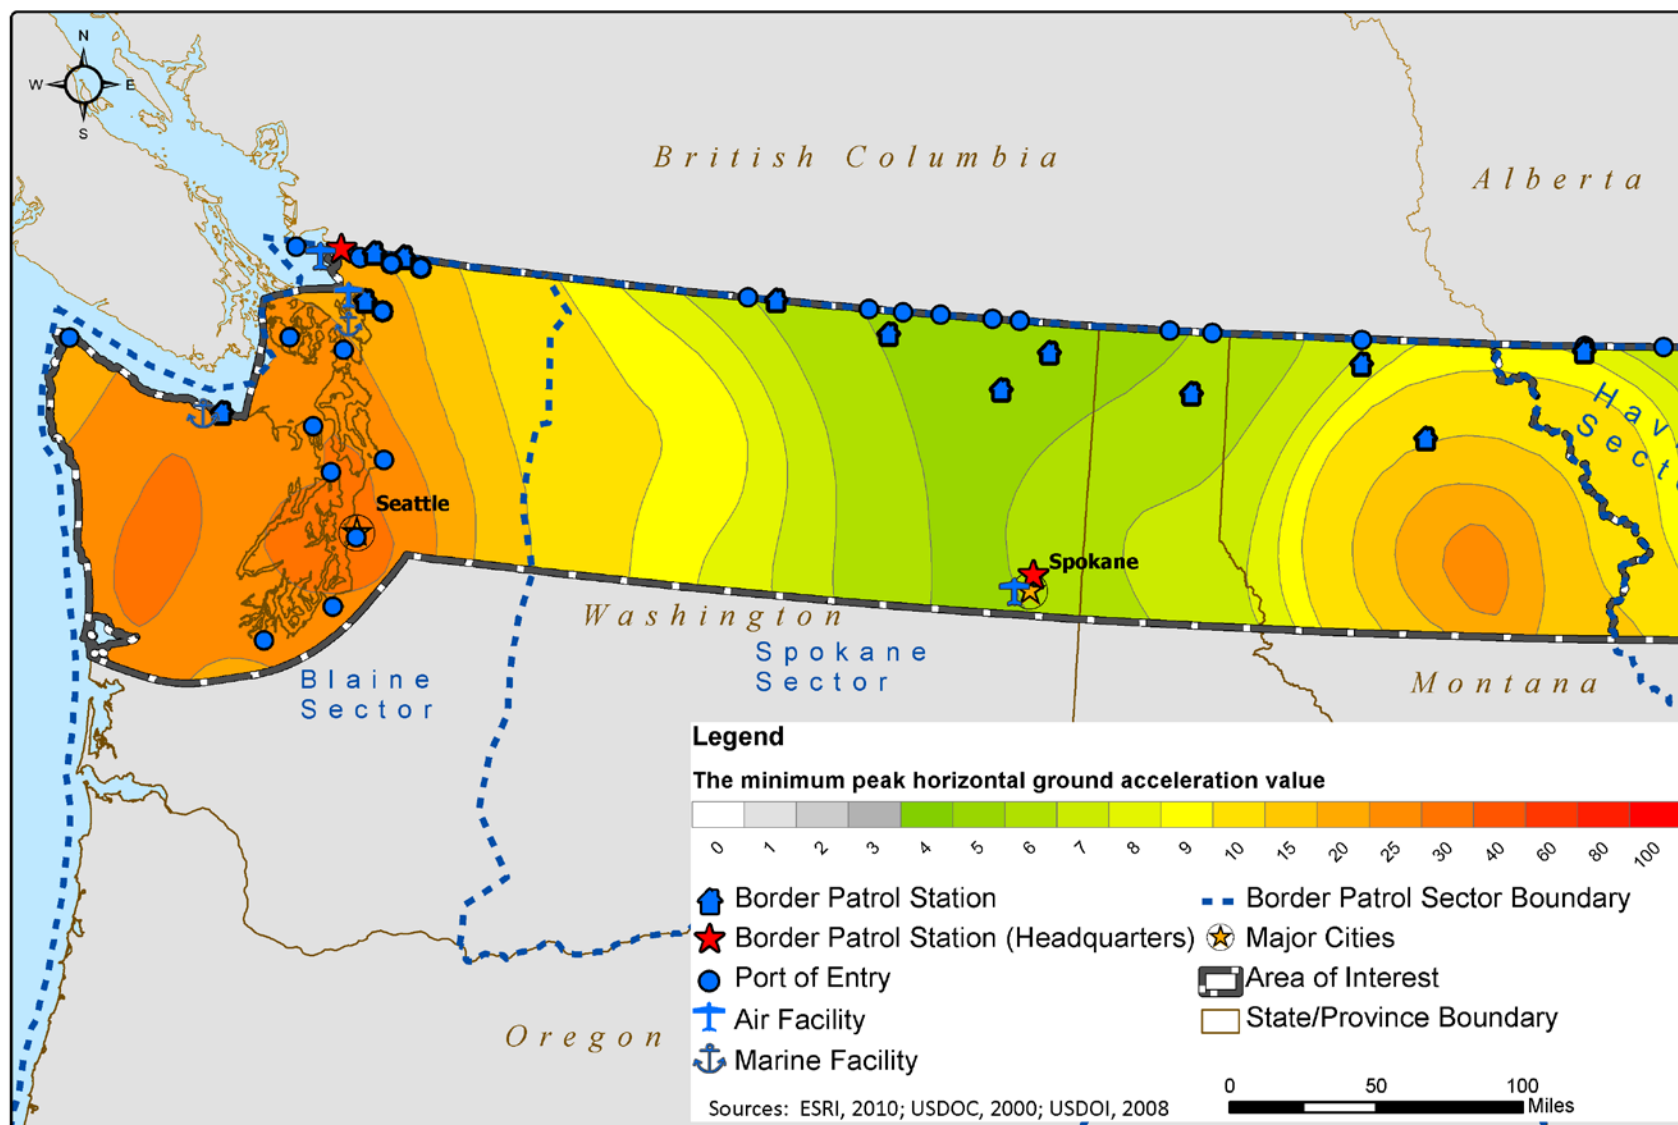 N
W E
S
British Columbia
Alberta
Hav
Sect
Seattle
Spokane
Washington
Spokane
Sector
Blaine
Sector
Montana
Oregon
Legend
The minimum peak horizontal ground acceleration value
0 1 2 3 4 5 6 7 8 9 10 15 20 25 30 40 60 80 100
Border Patrol Station
Border Patrol Station (Headquarters)
Port of Entry
Air Facility
Marine Facility
Border Patrol Sector Boundary
Major Cities
Area of Interest
State/Province Boundary
0 50 100
Miles
Sources: ESRI, 2010; USDOC, 2000; USDOI, 2008